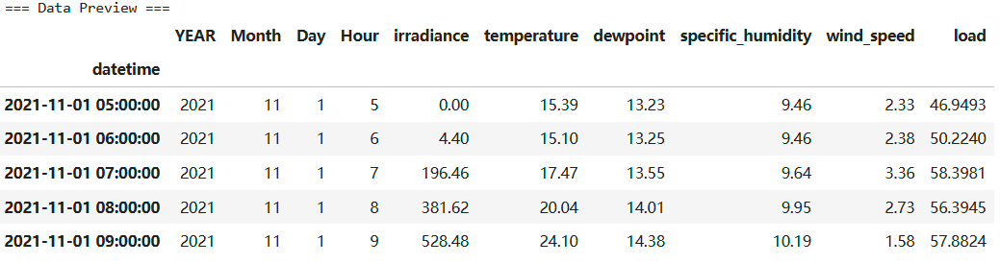 === Data Preview ===
YEAR Month Day Hour irradiance temperature dewpoint specific_humidity wind_speed load
datetime
2021-11-01 05:00:00 2021 11 1 5 0.00 15.39 13.23 9.46 2.33 46.9493
2021-11-01 06:00:00 2021 11 1 6 4.40 15.10 13.25 9.46 2.38 50.2240
2021-11-01 07:00:00 2021 11 1 7 196.46 17.47 13.55 9.64 3.36 58.3981
2021-11-01 08:00:00 2021 11 1 8 381.62 20.04 14.01 9.95 2.73 56.3945
2021-11-01 09:00:00 2021 11 1 9 528.48 24.10 14.38 10.19 1.58 57.8824